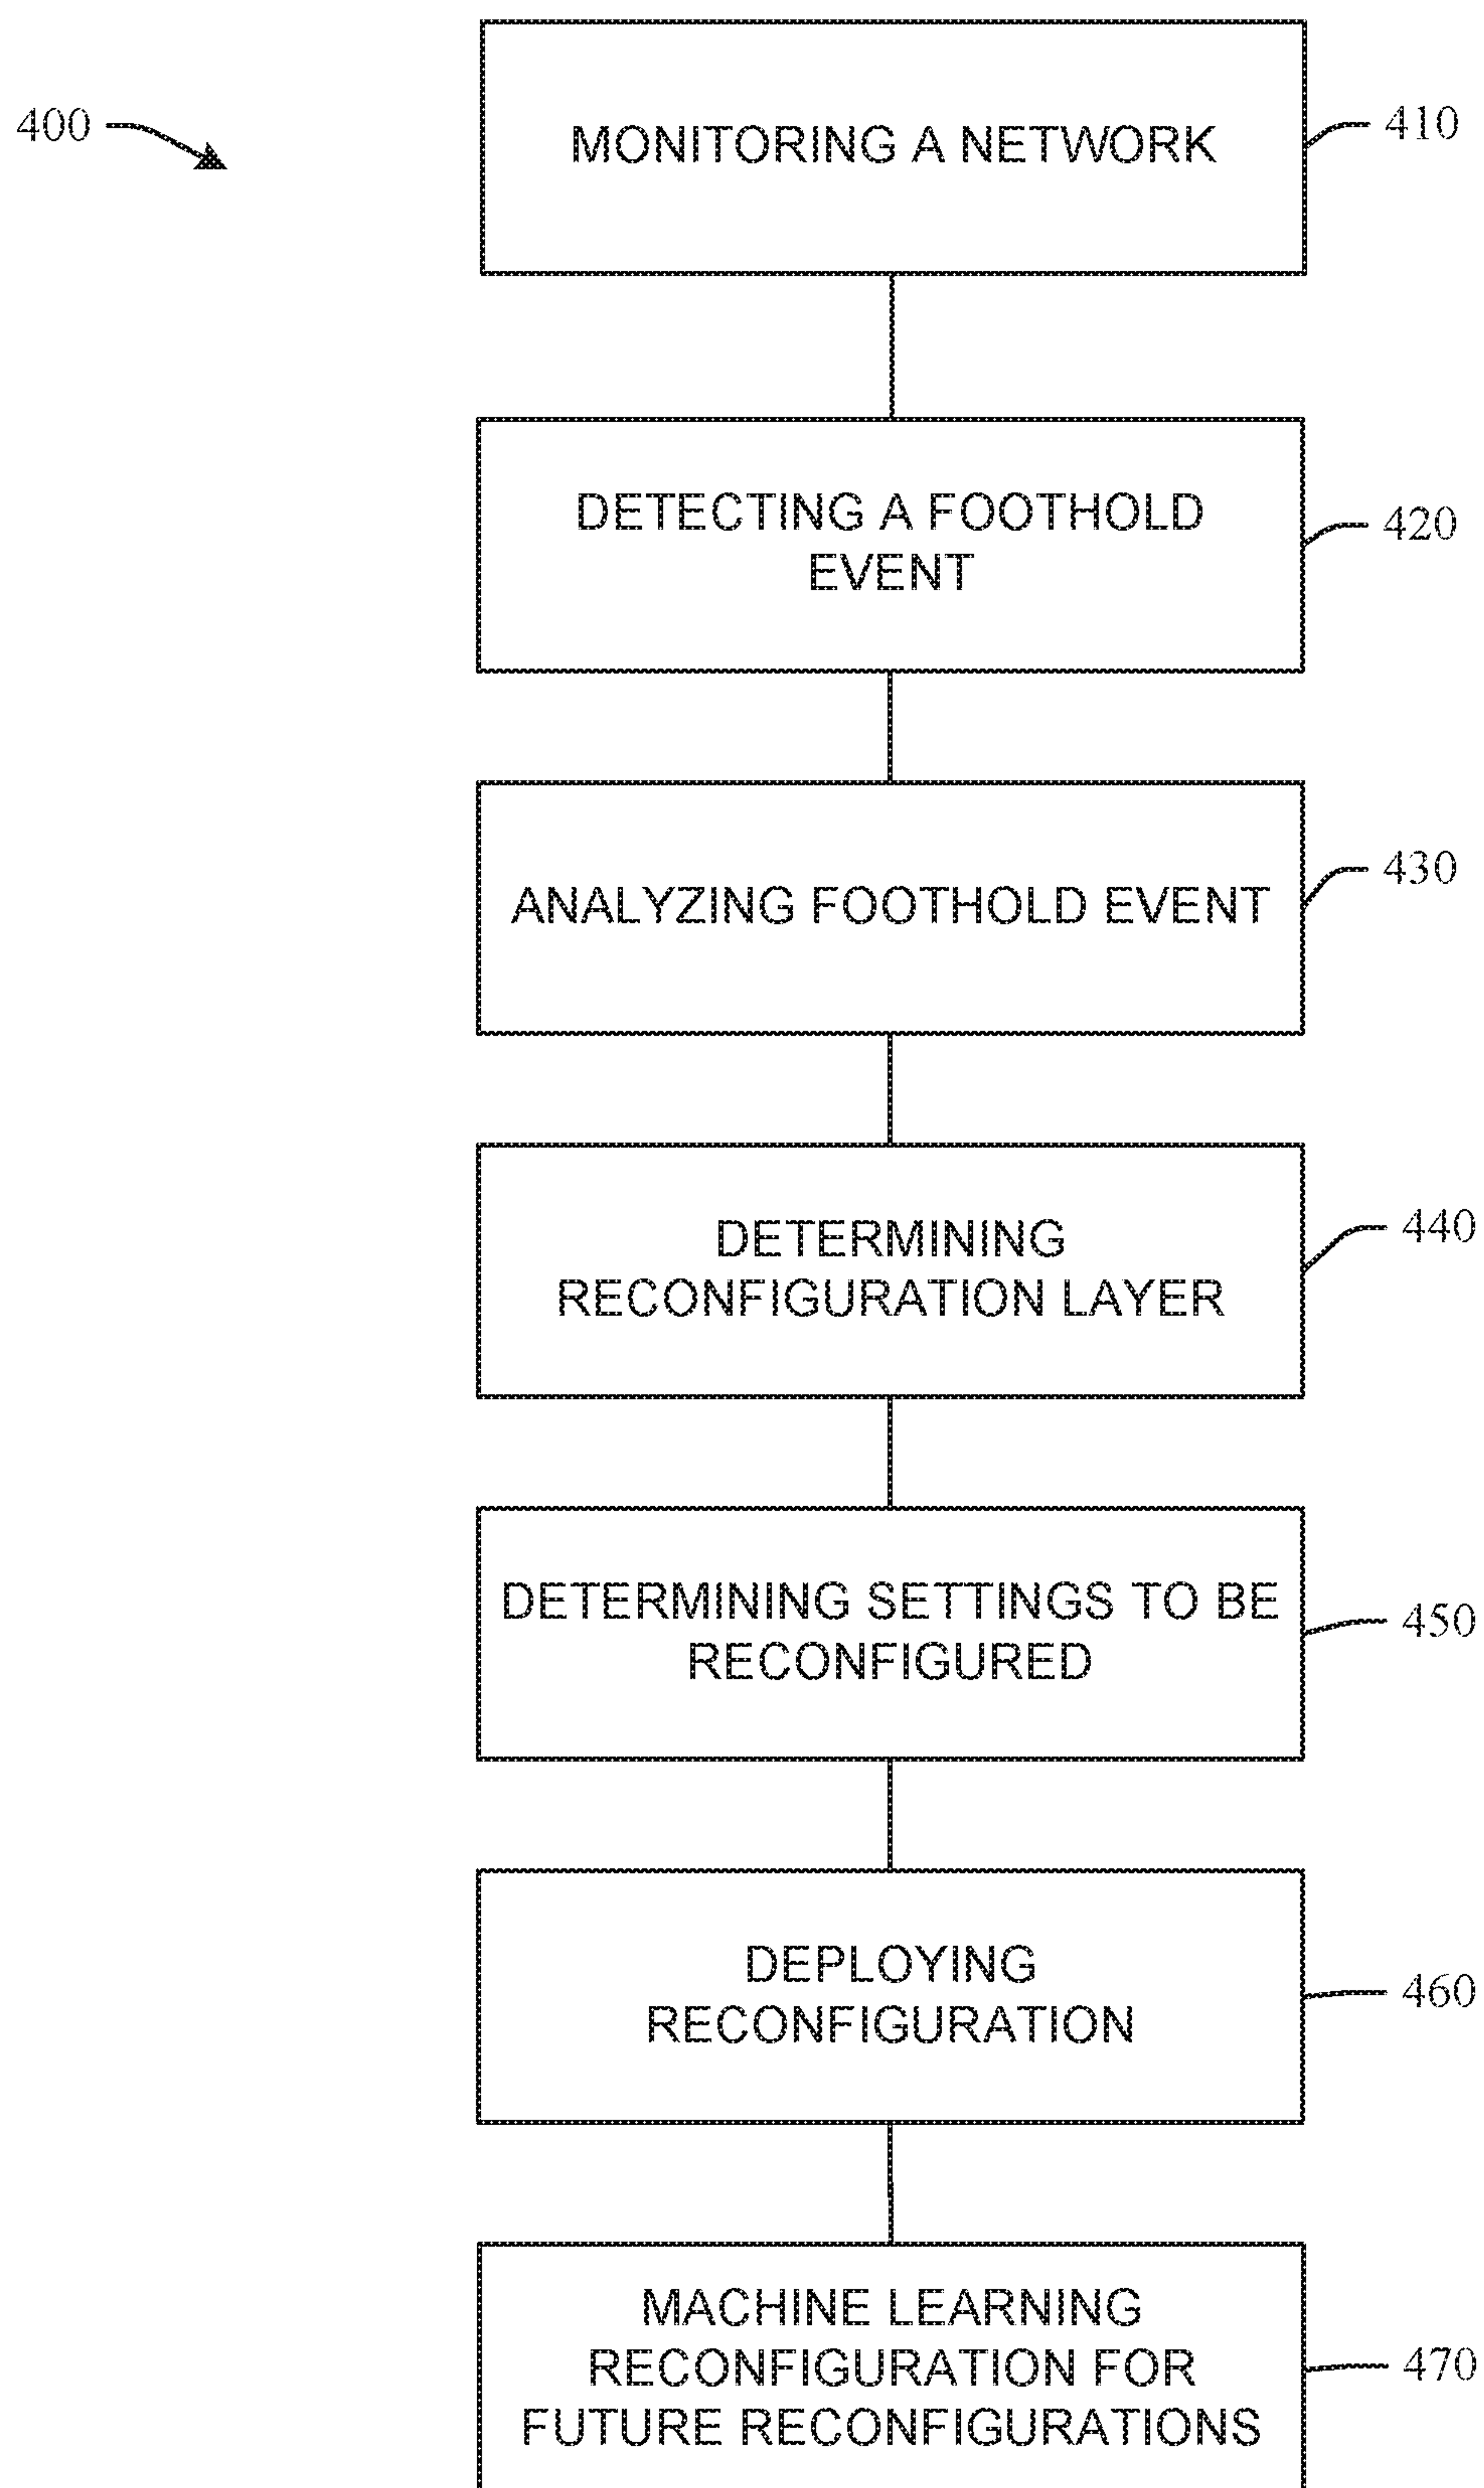 400
MONITORING A NETWORK
410
DETECTING A FOOTHOLD
EVENT
420
ANALYZING FOOTHOLD EVENT
430
DETERMINING
RECONFIGURATION LAYER
440
DETERMINING SETTINGS TO BE
RECONFIGURED
450
DEPLOYING
RECONFIGURATION
460
MACHINE LEARNING
RECONFIGURATION FOR
FUTURE RECONFIGURATIONS
470